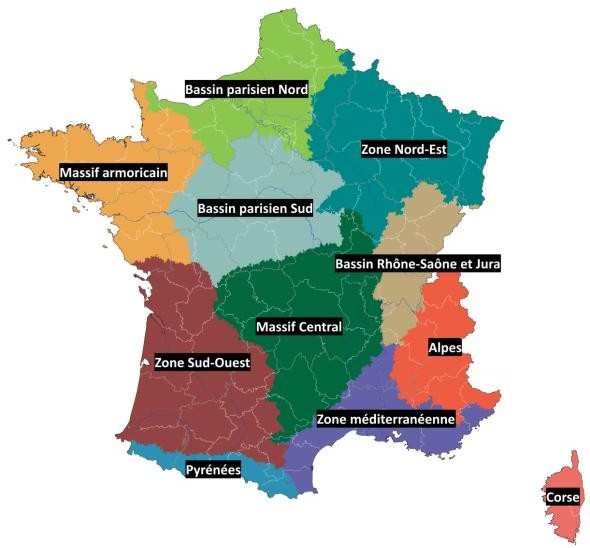 Bassin parisien Nord
Zone Nord-Est
Massif armoricain
Bassin parisien Sud
Bassin Rhône-Saône et Jura
Massif Central
Alpes
Zone Sud-Ouest
Zone méditerranéenne
Pyrénées
Corse